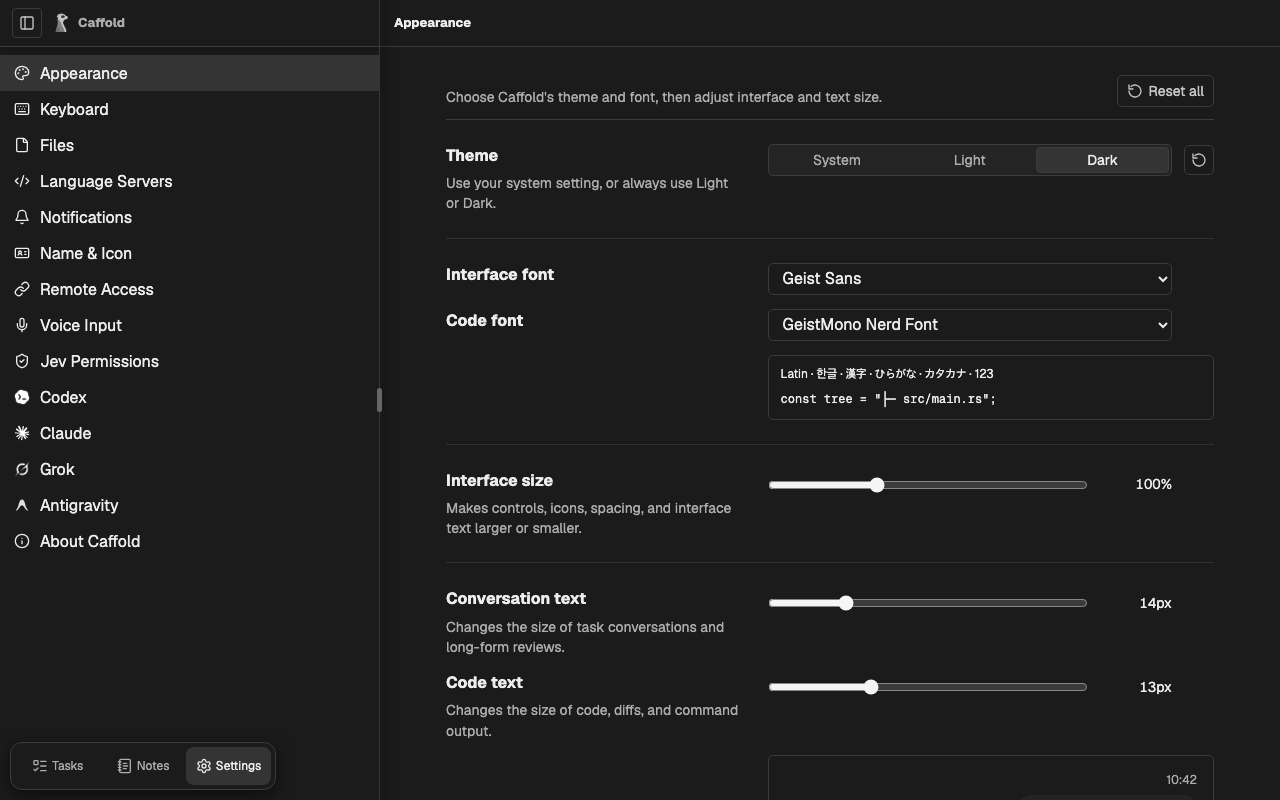 Caffold
Appearance
Appearance
Keyboard
Files
Language Servers
Notifications
Name & Icon
Remote Access
Voice Input
Jev Permissions
Codex
Claude
Grok
Antigravity
About Caffold
Tasks
Notes
Settings
Choose Caffold's theme and font, then adjust interface and text size.
Reset all
Theme
Use your system setting, or always use Light
or Dark.
System
Light
Dark
Interface font
Geist Sans
Code font
GeistMono Nerd Font
Latin · 한글 · 漢字 · ひらがな · カタカナ · 123
const tree = "├─ src/main.rs";
Interface size
Makes controls, icons, spacing, and interface
text larger or smaller.
100%
Conversation text
Changes the size of task conversations and
long-form reviews.
14px
Code text
Changes the size of code, diffs, and command
output.
13px
10:42